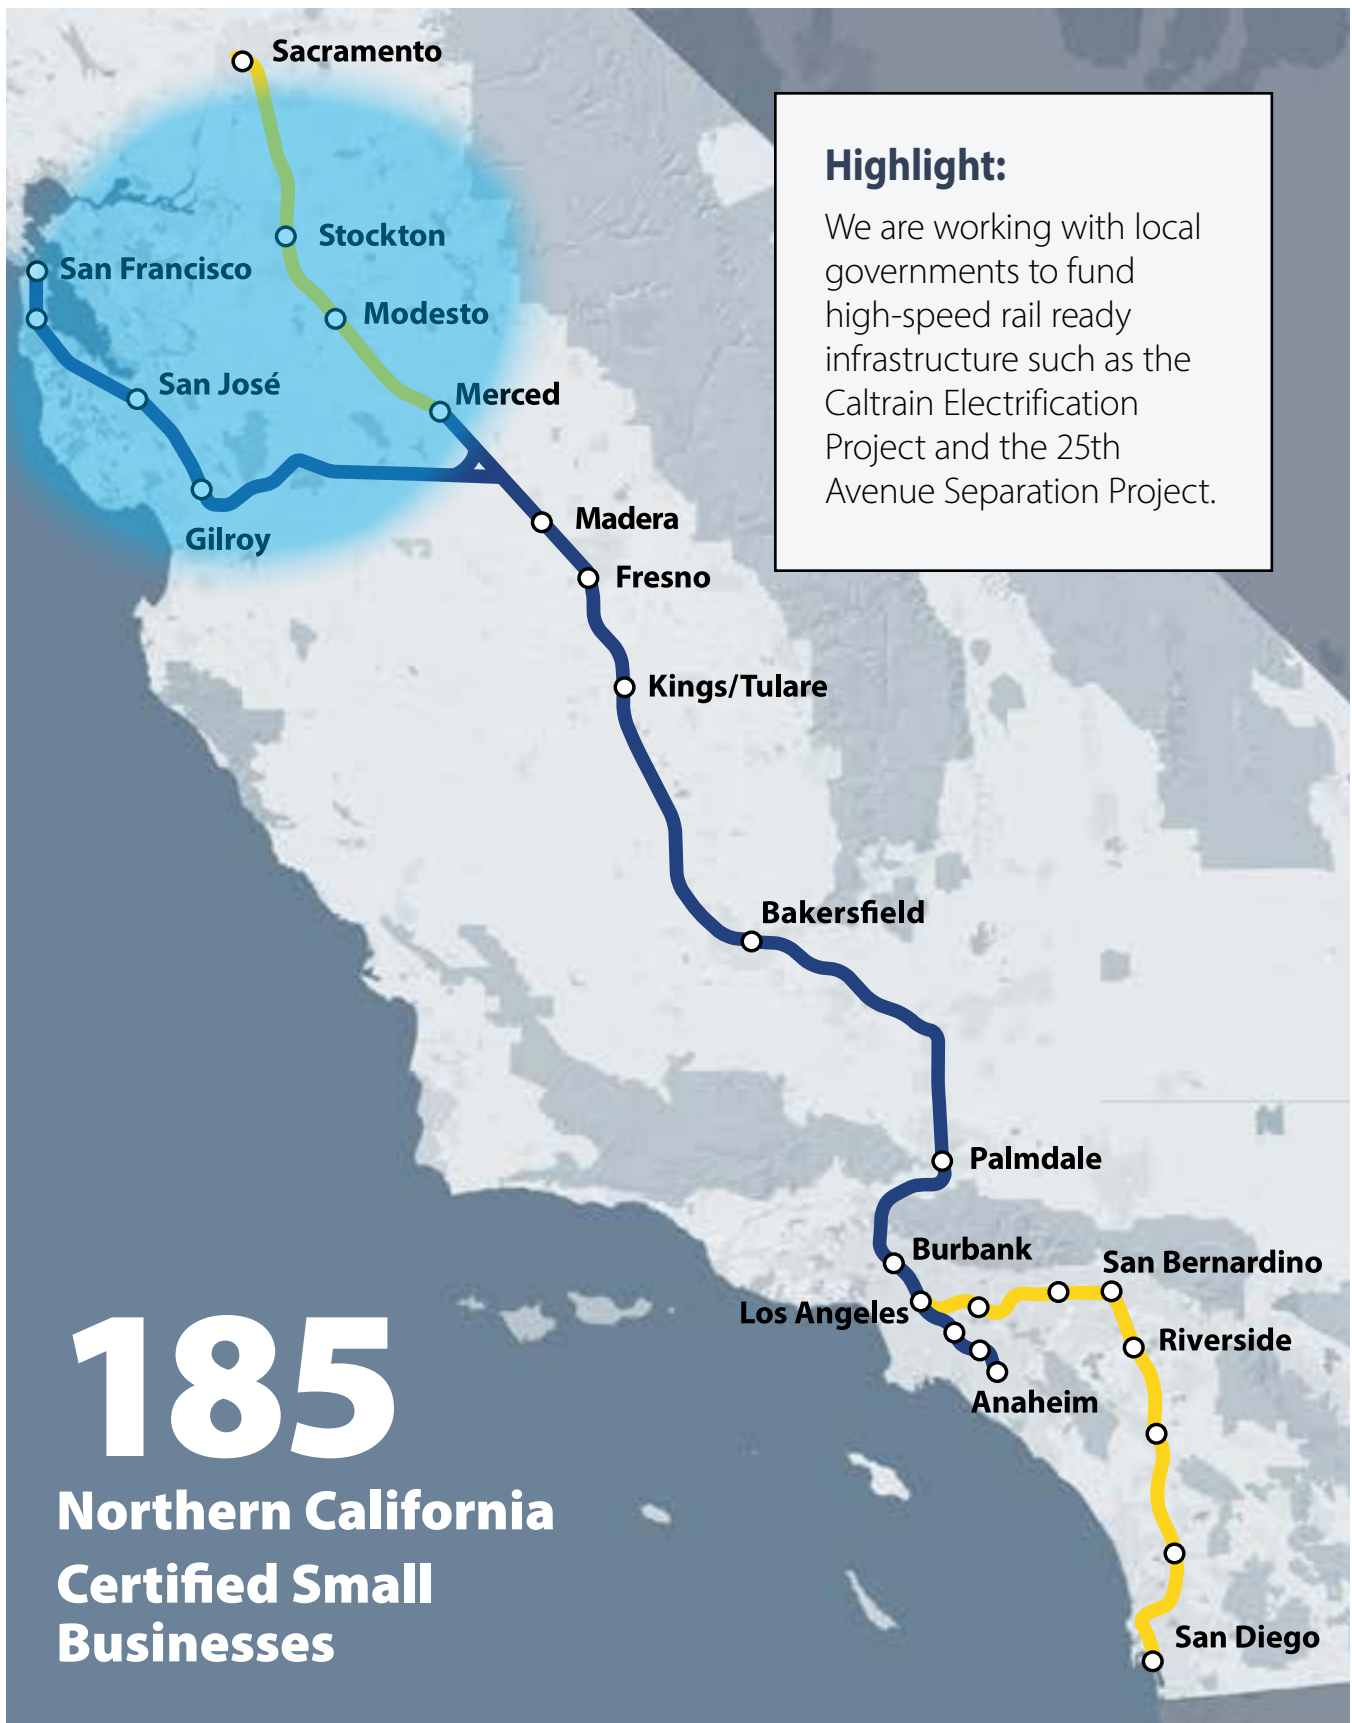 Sacramento
Highlight:
We are working with local
governments to fund
high-speed rail ready
infrastructure such as the
Caltrain Electrification
Project and the 25th
Avenue Separation Project.
Stockton
San Francisco
Modesto
San José
Merced
Gilroy
Madera
Fresno
Kings/Tulare
Bakersfield
Palmdale
Burbank
San Bernardino
Los Angeles
Riverside
Anaheim
San Diego
185
Northern California
Certified Small
Businesses